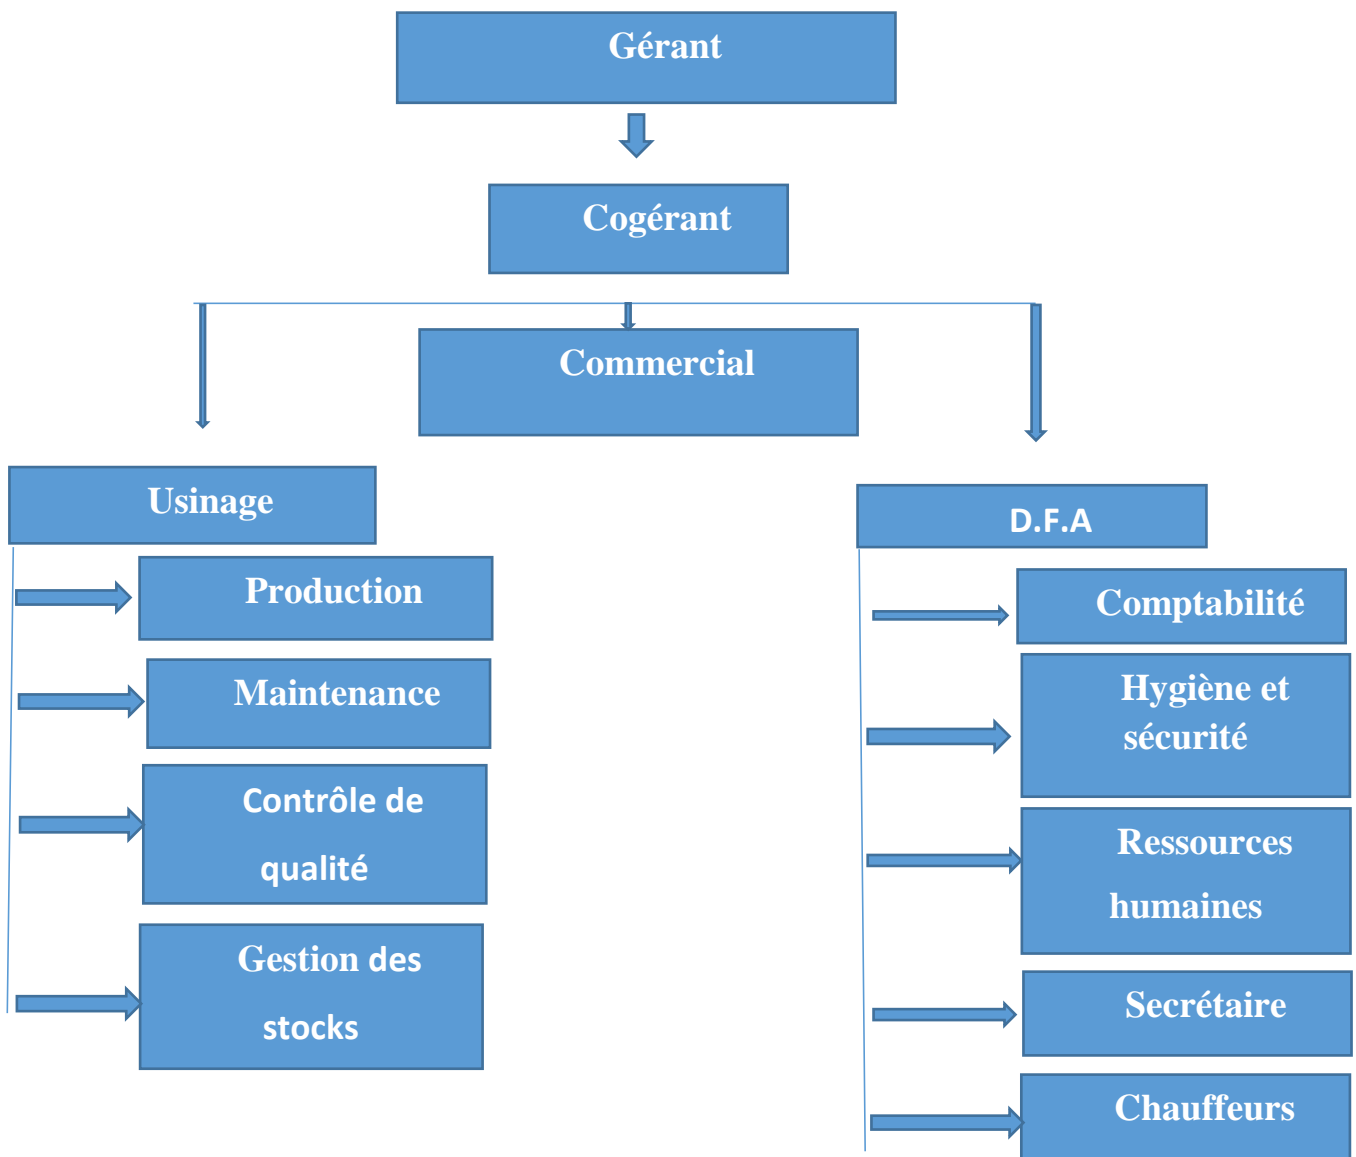 Gérant
Cogérant
Commercial
Usinage
Production
Maintenance
Contrôle de
qualité
Gestion des
stocks
D.F.A
Comptabilité
Hygiène et
sécurité
Ressources
humaines
Secrétaire
Chauffeurs